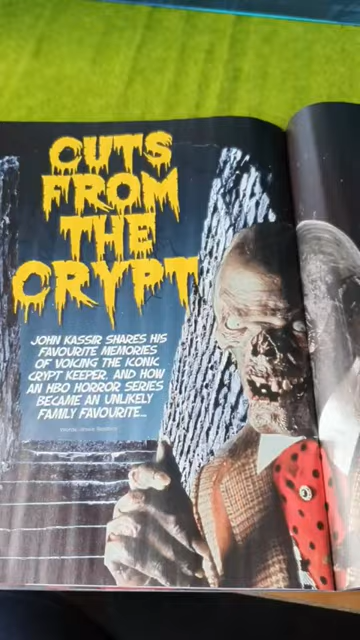 CUTS
FROM
THE
CRYPT
JOHN KASSIR SHARES HIS
FAVOURITE MEMORIES
OF VOICING THE ICONIC
CRYPT KEEPER, AND HOW
AN HBO HORROR SERIES
BECAME AN UNLIKELY
FAMILY FAVOURITE...